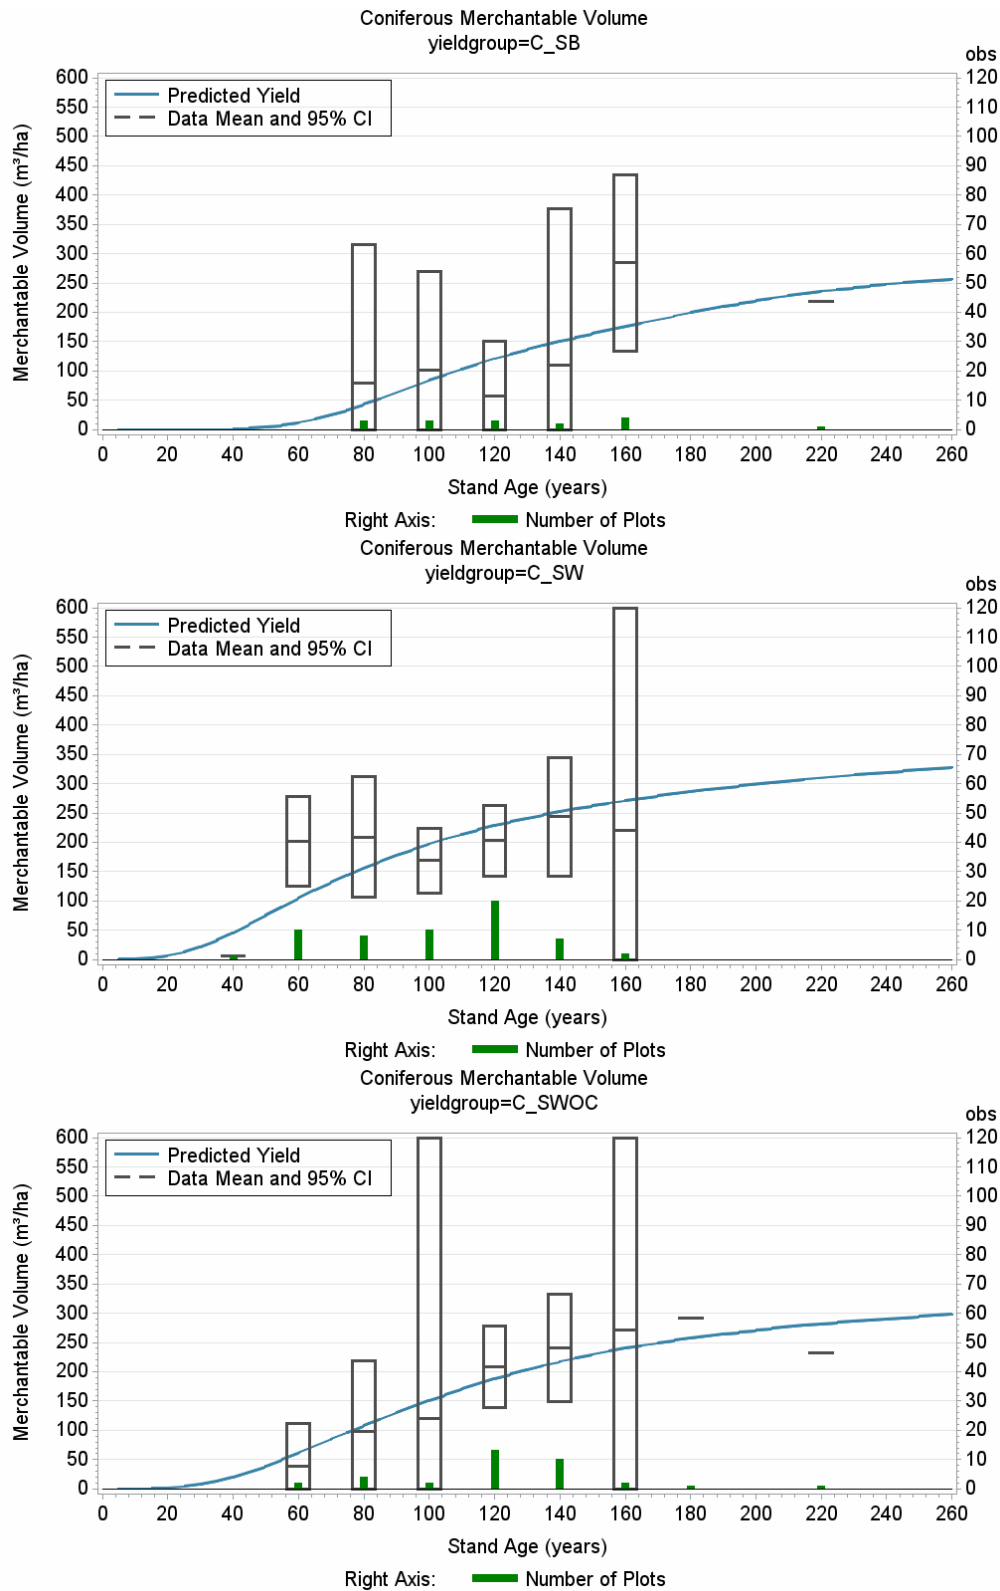 Coniferous Merchantable Volume
yieldgroup=C_SB
obs
Merchantable Volume (m³/ha)
Predicted Yield
Data Mean and 95% CI
600
550
500
450
400
350
300
250
200
150
100
50
0
120
110
100
90
80
70
60
50
40
30
20
10
0
0 20 40 60 80 100 120 140 160 180 200 220 240 260
Stand Age (years)
Right Axis: Number of Plots
Coniferous Merchantable Volume
yieldgroup=C_SW
obs
Merchantable Volume (m³/ha)
Predicted Yield
Data Mean and 95% CI
600
550
500
450
400
350
300
250
200
150
100
50
0
120
110
100
90
80
70
60
50
40
30
20
10
0
0 20 40 60 80 100 120 140 160 180 200 220 240 260
Stand Age (years)
Right Axis: Number of Plots
Coniferous Merchantable Volume
yieldgroup=C_SWOC
obs
Merchantable Volume (m³/ha)
Predicted Yield
Data Mean and 95% CI
600
550
500
450
400
350
300
250
200
150
100
50
0
120
110
100
90
80
70
60
50
40
30
20
10
0
0 20 40 60 80 100 120 140 160 180 200 220 240 260
Stand Age (years)
Right Axis: Number of Plots